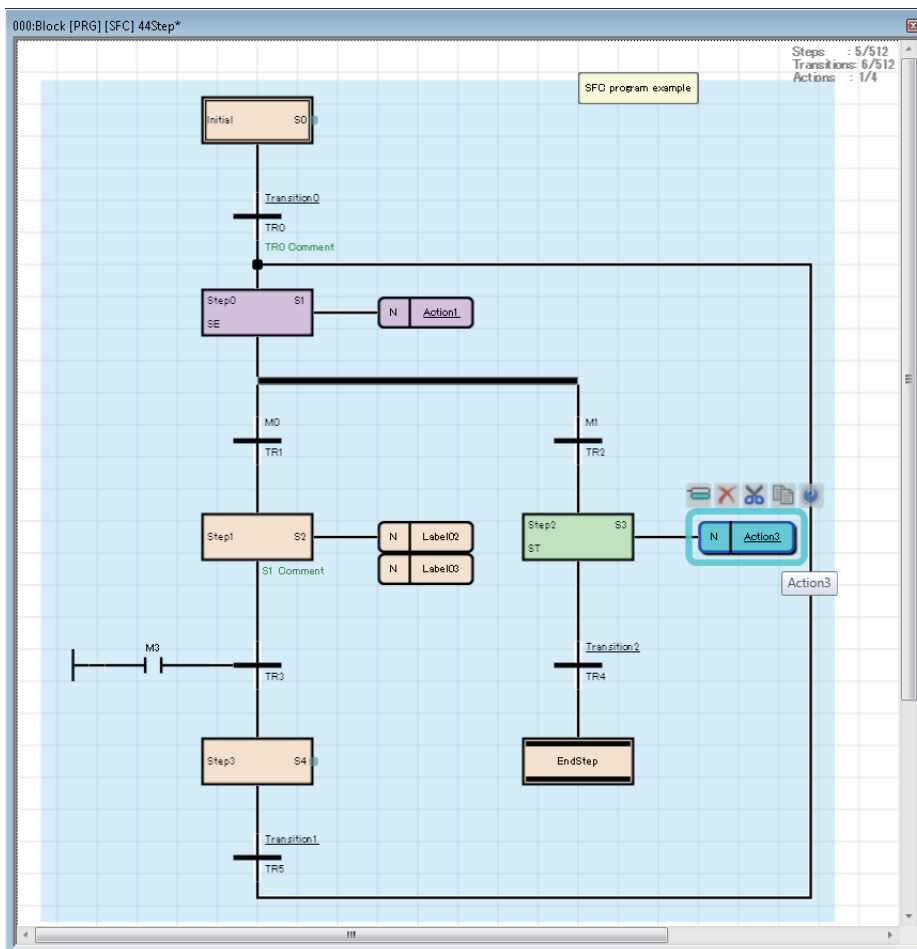 000:Block [PRG] [SFC] 44Step*
Steps : 5/512
Transitions: 6/512
Actions : 1/4
SFC program example
Initial S0
Transition0
TR0
TR0 Comment
Step0 S1
SE
N Action1
M0
TR1
M1
TR2
Step1 S2
N Label02
N Label03
S1 Comment
Step2 S3
ST
N Action3
Action3
M3
TR3
Transition2
TR4
Step3 S4
EndStep
Transition1
TR5